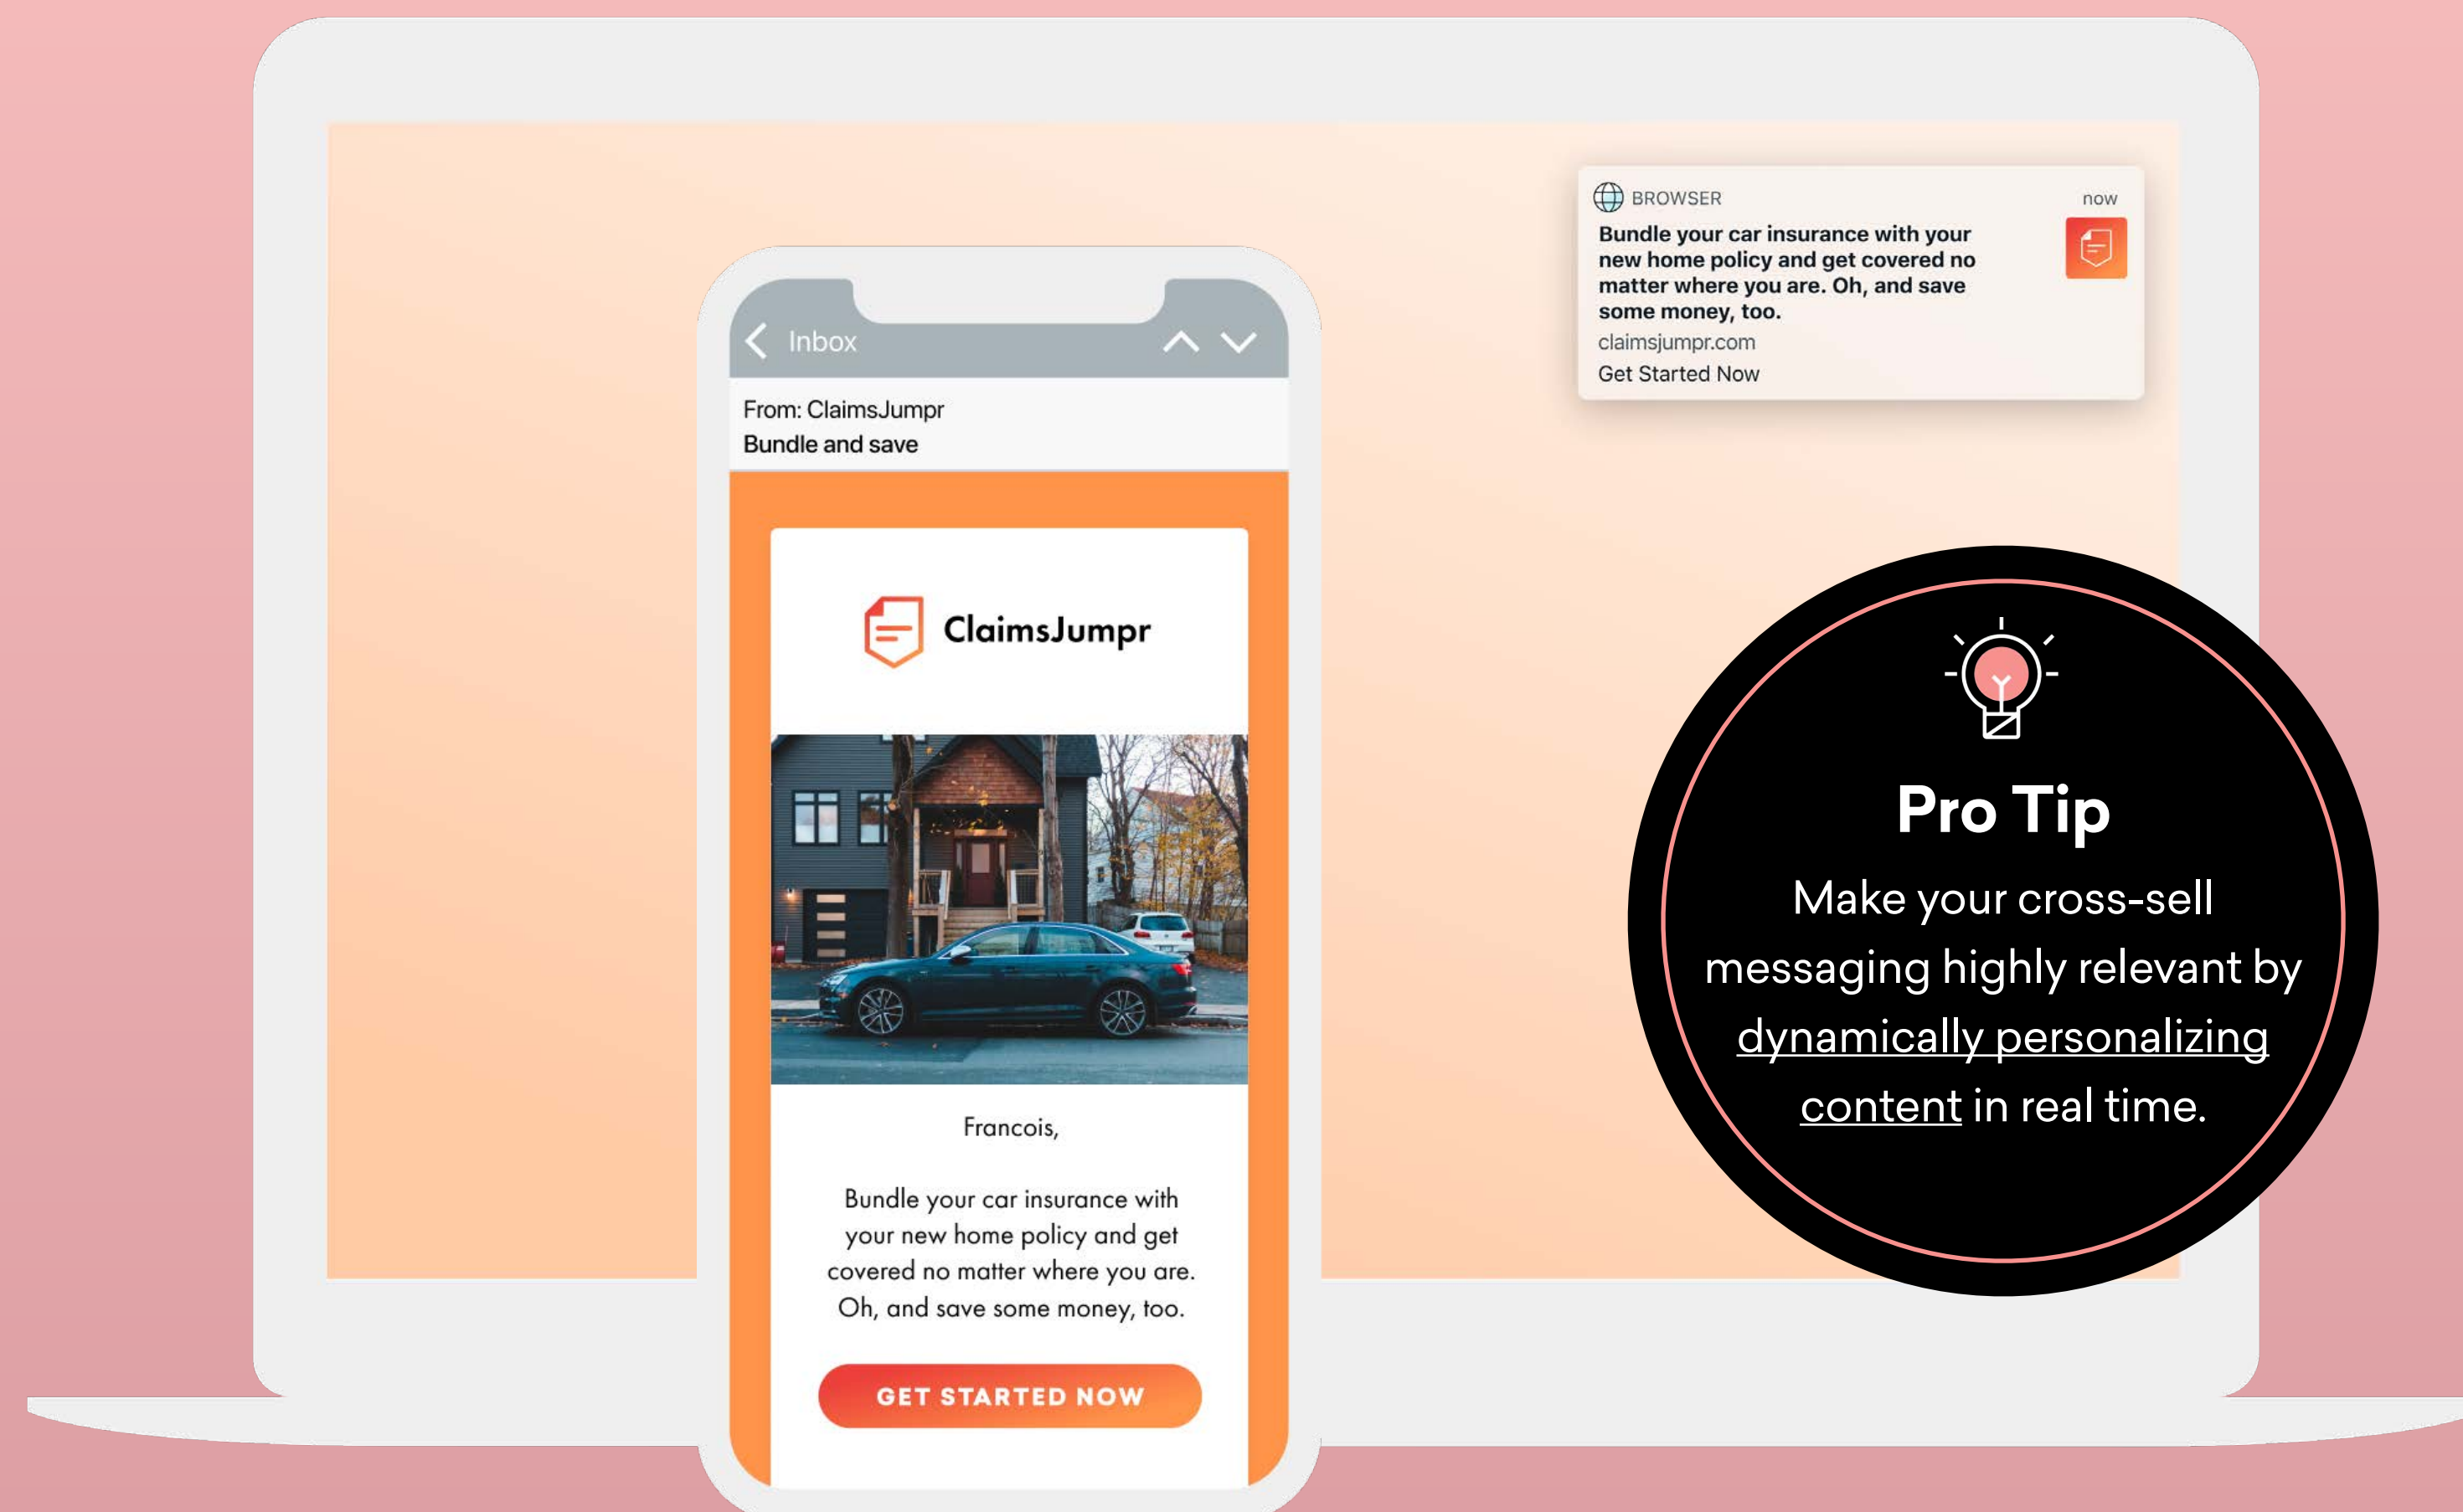 BROWSER
now
Bundle your car insurance with your
new home policy and get covered no
matter where you are. Oh, and save
some money, too.
claimsjumpr.com
Get Started Now
Inbox
From: ClaimsJumpr
Bundle and save
ClaimsJumpr
Francois,
Bundle your car insurance with
your new home policy and get
covered no matter where you are.
Oh, and save some money, too.
GET STARTED NOW
Pro Tip
Make your cross-sell
messaging highly relevant by
dynamically personalizing
content in real time.